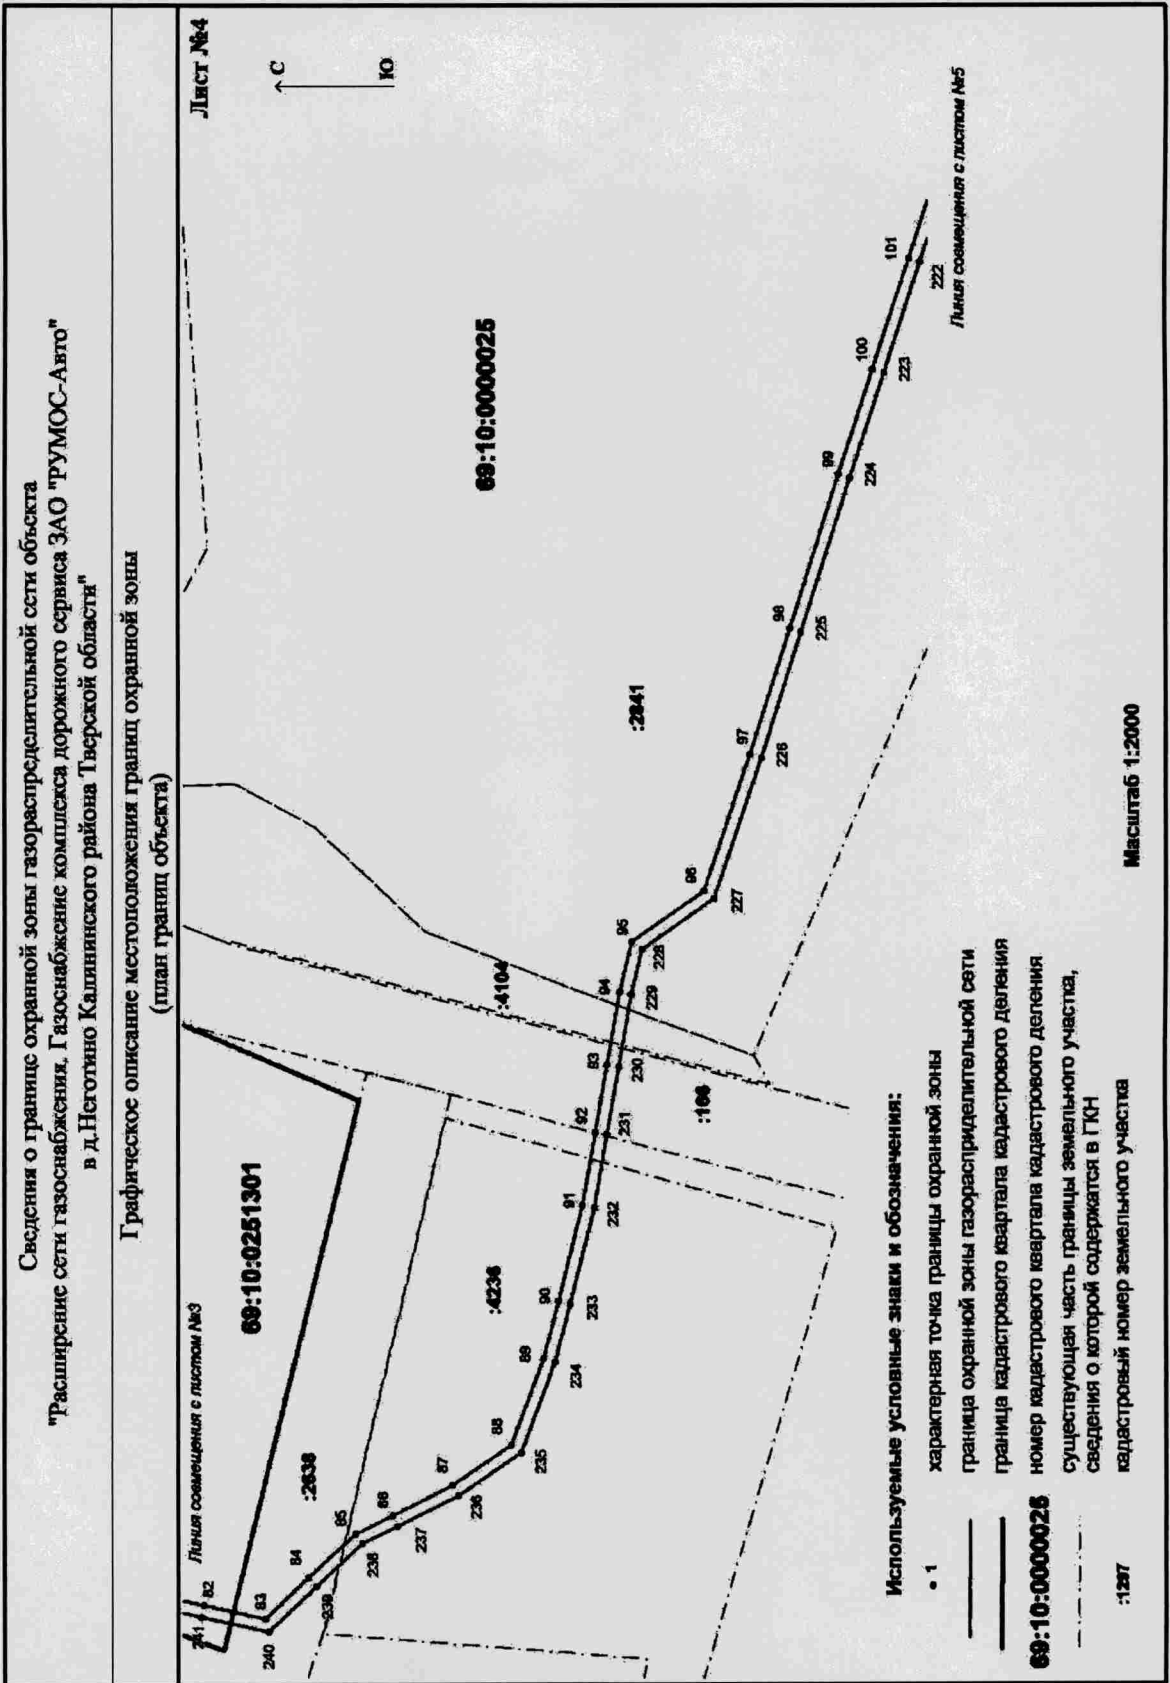 Сведения о границе охранной зоны газораспределительной сети объекта
"Расширение сети газоснабжения, Газоснабжение комплекса дорожного сервиса ЗАО "РУМОС-Авто"
в д.Неготино Калининского района Тверской области"
Графическое описание местоположения границ охранной зоны
(план границ объекта)
Лист №4
Линия совмещения с листом №3
С
Ю
69:10:0251301
69:10:0000025
:2638
:4236
:4104
:166
:2841
241
82
83
240
84
239
85
238
86
237
87
236
88
235
89
234
90
233
91
232
92
231
93
230
94
229
95
228
96
227
97
226
98
225
99
224
100
223
101
222
Линия совмещения с листом №5
Используемые условные знаки и обозначения:
• 1 характерная точка границы охранной зоны
граница охранной зоны газораспридилительной сети
граница кадастрового квартала кадастрового деления
69:10:0000025 номер кадастрового квартала кадастрового деления
существующая часть границы земельного участка,
сведения о которой содержатся в ГКН
:1297 кадастровый номер земельного участка
Масштаб 1:2000